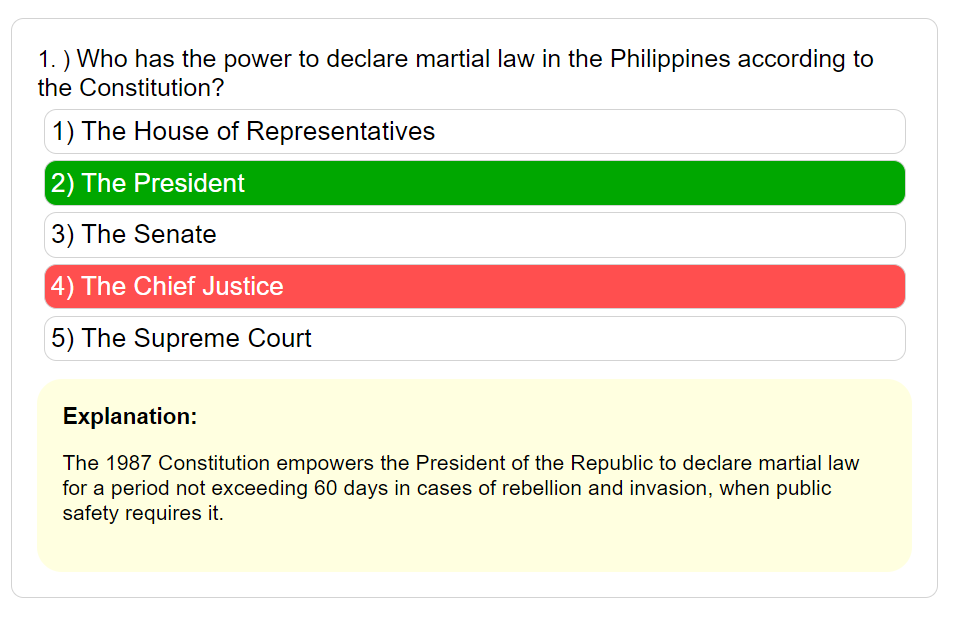 1. ) Who has the power to declare martial law in the Philippines according to
the Constitution?
1) The House of Representatives
2) The President
3) The Senate
4) The Chief Justice
5) The Supreme Court
Explanation:
The 1987 Constitution empowers the President of the Republic to declare martial law
for a period not exceeding 60 days in cases of rebellion and invasion, when public
safety requires it.